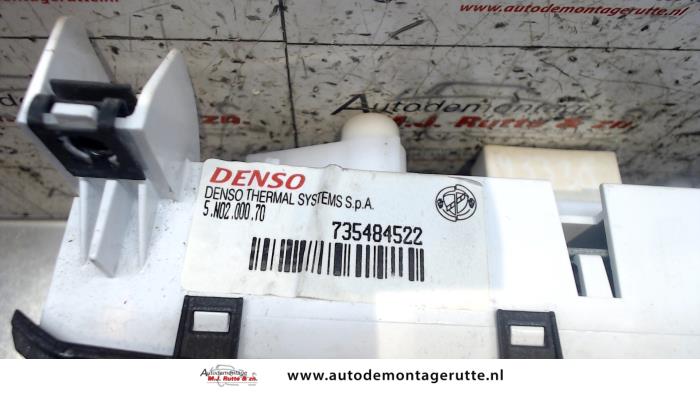 www.autodemontagerutte.nl
Autodemontage
M.J. Rutte & zn.
DENSO
DENSO THERMAL SYSTEMS S.p.A.
5.N02.000.70
735484522
Autodemontage
M.J. Rutte & zn.
www.autodemontagerutte.nl